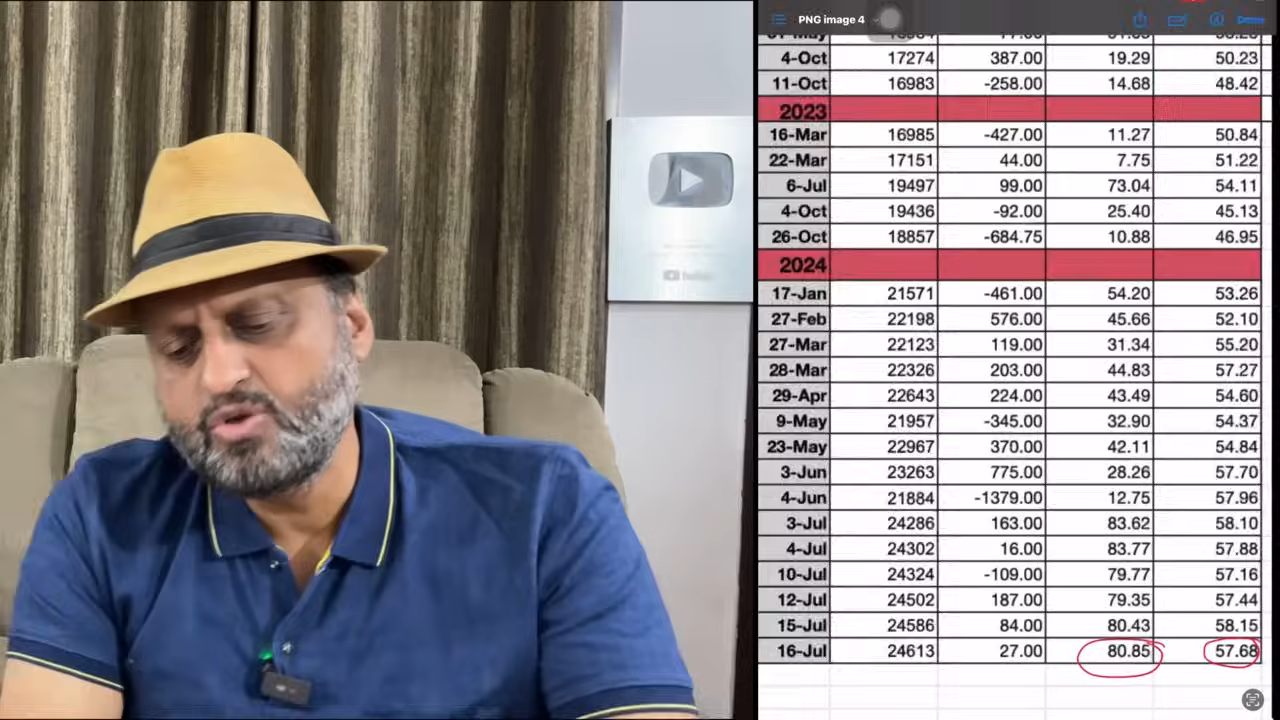 PNG image 4
Done
4-Oct 17274 387.00 19.29 50.23
11-Oct 16983 -258.00 14.68 48.42
2023
16-Mar 16985 -427.00 11.27 50.84
22-Mar 17151 44.00 7.75 51.22
6-Jul 19497 99.00 73.04 54.11
4-Oct 19436 -92.00 25.40 45.13
26-Oct 18857 -684.75 10.88 46.95
2024
17-Jan 21571 -461.00 54.20 53.26
27-Feb 22198 576.00 45.66 52.10
27-Mar 22123 119.00 31.34 55.20
28-Mar 22326 203.00 44.83 57.27
29-Apr 22643 224.00 43.49 54.60
9-May 21957 -345.00 32.90 54.37
23-May 22967 370.00 42.11 54.84
3-Jun 23263 775.00 28.26 57.70
4-Jun 21884 -1379.00 12.75 57.96
3-Jul 24286 163.00 83.62 58.10
4-Jul 24302 16.00 83.77 57.88
10-Jul 24324 -109.00 79.77 57.16
12-Jul 24502 187.00 79.35 57.44
15-Jul 24586 84.00 80.43 58.15
16-Jul 24613 27.00 80.85 57.68